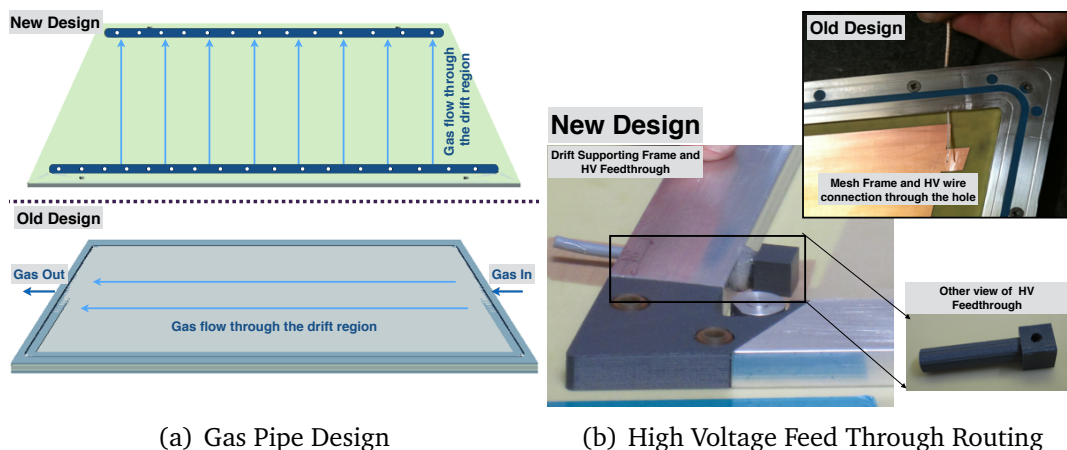 New Design
Gas flow through
the drift region
Old Design
Gas Out
Gas In
Gas flow through the drift region
(a) Gas Pipe Design
Old Design
Mesh Frame and HV wire
connection through the hole
New Design
Drift Supporting Frame and
HV Feedthrough
Other view of HV
Feedthrough
(b) High Voltage Feed Through Routing